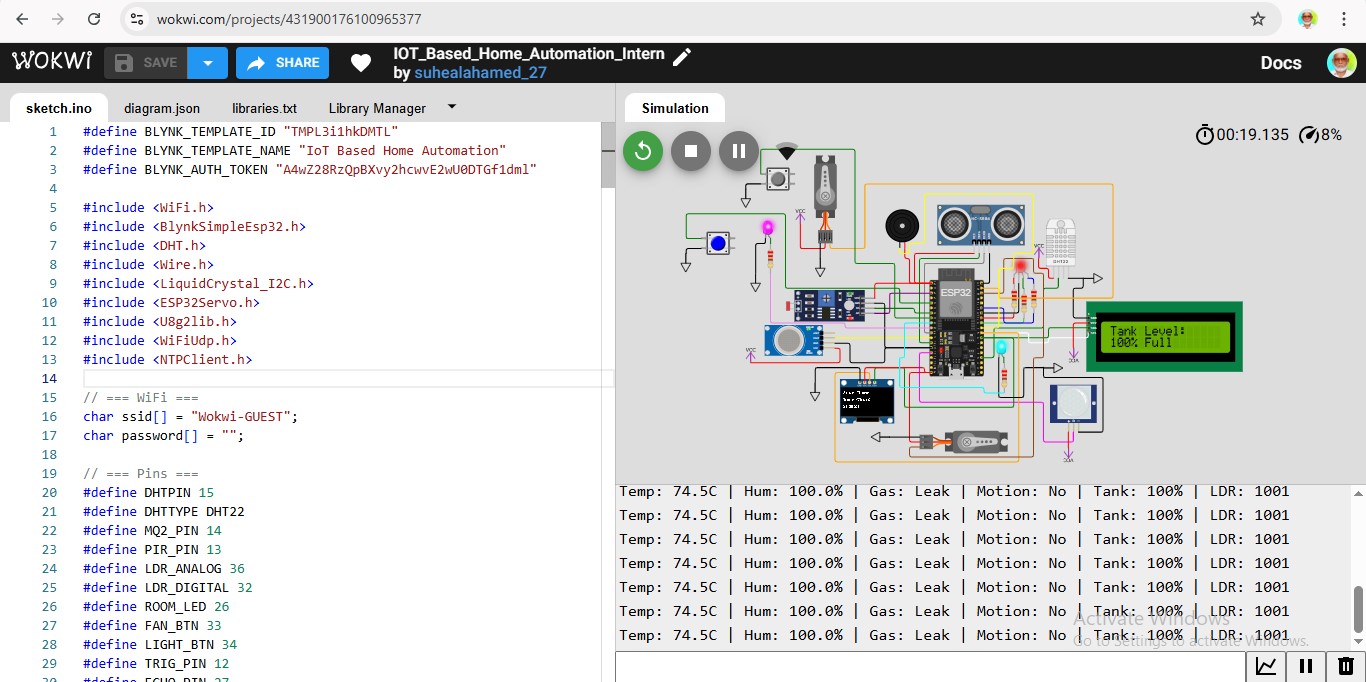 wokwi.com/projects/431900176100965377
WOKWI
SAVE
SHARE
IOT_Based_Home_Automation_Intern
by suhealahamed_27
Docs
sketch.ino
diagram.json
libraries.txt
Library Manager
1 #define BLYNK_TEMPLATE_ID "TMPL3i1hkDMTL"
2 #define BLYNK_TEMPLATE_NAME "IoT Based Home Automation"
3 #define BLYNK_AUTH_TOKEN "A4wZ28RzQpBXvy2hcwvE2wU0DTGf1dml"
4
5 #include <WiFi.h>
6 #include <BlynkSimpleEsp32.h>
7 #include <DHT.h>
8 #include <Wire.h>
9 #include <LiquidCrystal_I2C.h>
10 #include <ESP32Servo.h>
11 #include <U8g2lib.h>
12 #include <WiFiUdp.h>
13 #include <NTPClient.h>
14
15 // === WiFi ===
16 char ssid[] = "Wokwi-GUEST";
17 char password[] = "";
18
19 // === Pins ===
20 #define DHTPIN 15
21 #define DHTTYPE DHT22
22 #define MQ2_PIN 14
23 #define PIR_PIN 13
24 #define LDR_ANALOG 36
25 #define LDR_DIGITAL 32
26 #define ROOM_LED 26
27 #define FAN_BTN 33
28 #define LIGHT_BTN 34
29 #define TRIG_PIN 12
30 #define ECHO_PIN 27
Simulation
00:19.135
8%
VCC
VCC
DHT22
ESP32
Tank Level:
100% Full
VCC
VCC
VCC
Temp: 74.5C | Hum: 100.0% | Gas: Leak | Motion: No | Tank: 100% | LDR: 1001
Temp: 74.5C | Hum: 100.0% | Gas: Leak | Motion: No | Tank: 100% | LDR: 1001
Temp: 74.5C | Hum: 100.0% | Gas: Leak | Motion: No | Tank: 100% | LDR: 1001
Temp: 74.5C | Hum: 100.0% | Gas: Leak | Motion: No | Tank: 100% | LDR: 1001
Temp: 74.5C | Hum: 100.0% | Gas: Leak | Motion: No | Tank: 100% | LDR: 1001
Temp: 74.5C | Hum: 100.0% | Gas: Leak | Motion: No | Tank: 100% | LDR: 1001
Temp: 74.5C | Hum: 100.0% | Gas: Leak | Motion: No | Tank: 100% | LDR: 1001
Activate Windows
Go to Settings to activate Windows.